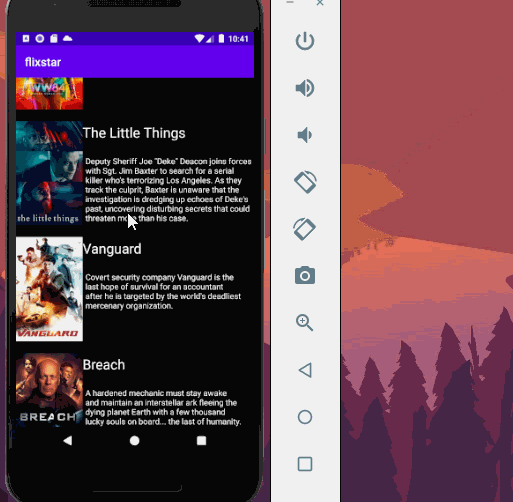 10:41
flixstar
WW84
The Little Things
Deputy Sheriff Joe "Deke" Deacon joins forces
with Sgt. Jim Baxter to search for a serial
killer who's terrorizing Los Angeles. As they
track the culprit, Baxter is unaware that the
investigation is dredging up echoes of Deke's
past, uncovering disturbing secrets that could
threaten more than his case.
the little things
Vanguard
Covert security company Vanguard is the
last hope of survival for an accountant
after he is targeted by the world's deadliest
mercenary organization.
VANGUARD
Breach
A hardened mechanic must stay awake
and maintain an interstellar ark fleeing the
dying planet Earth with a few thousand
lucky souls on board... the last of humanity.
BREACH